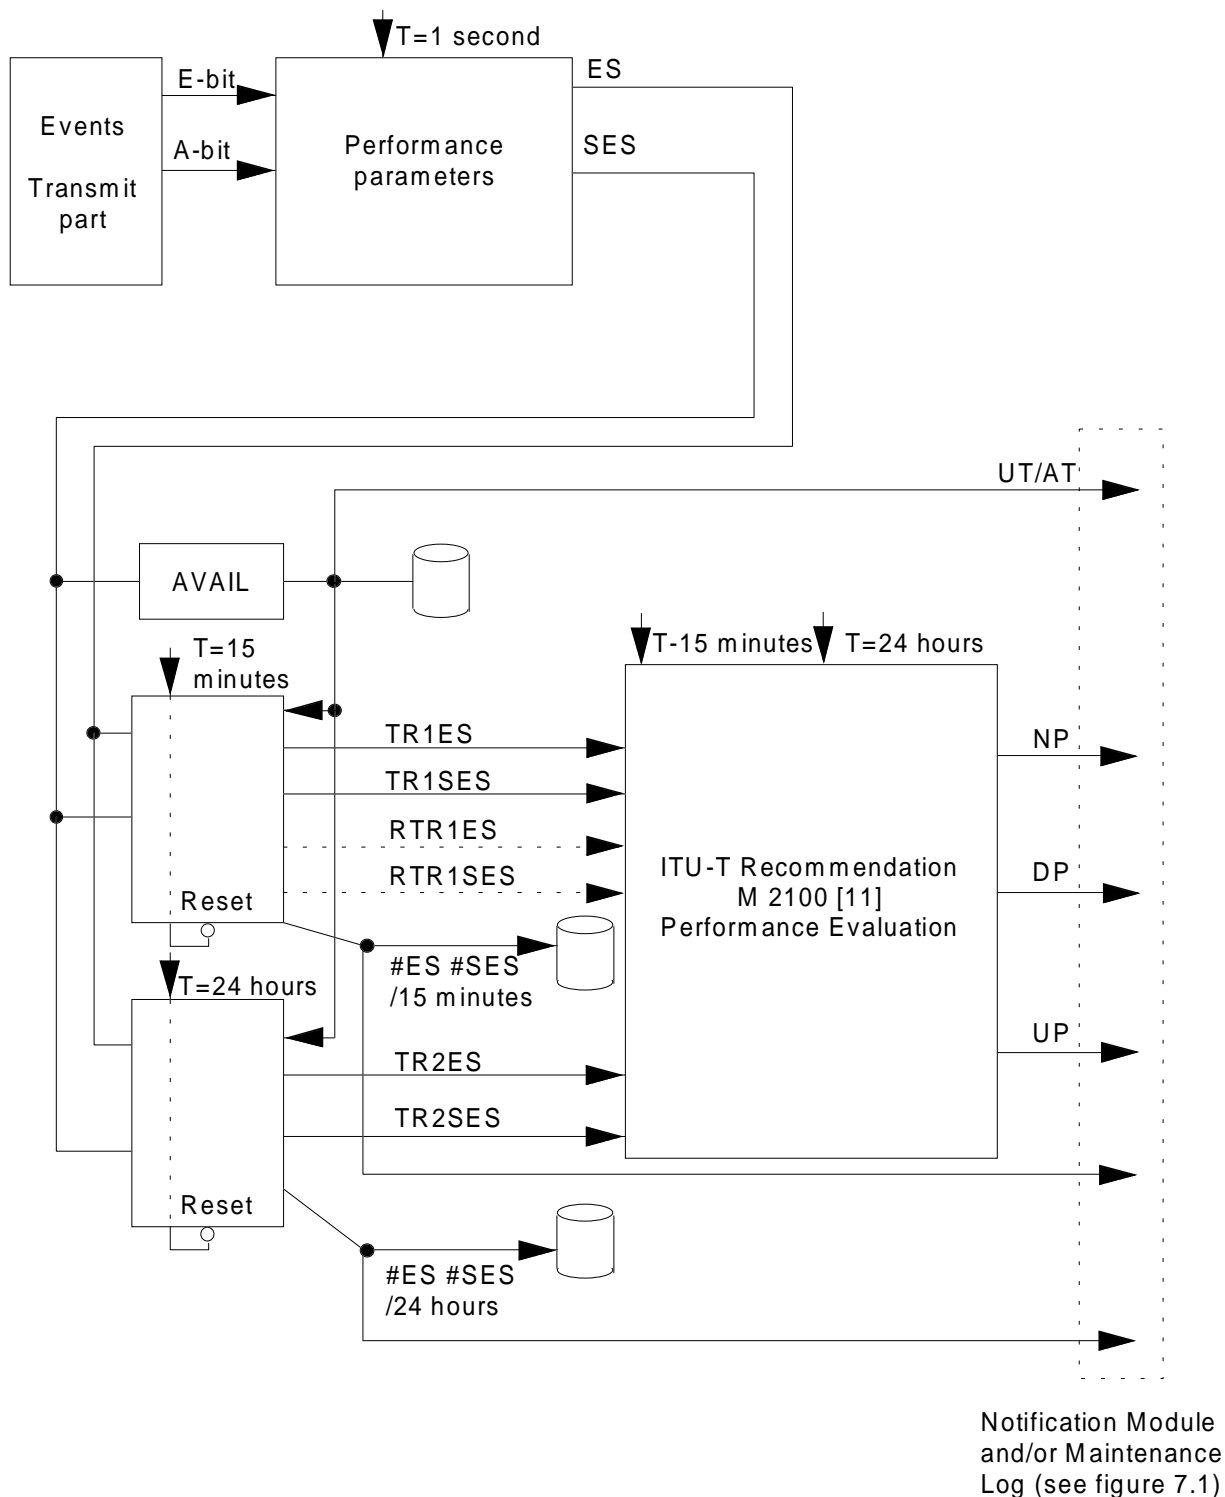 T=1 second
E-bit
ES
Events
A-bit
Performance
parameters
SES
Transmit
part
UT/AT
AVAIL
T=15
minutes
T-15 minutes
T=24 hours
TR1ES
NP
TR1SES
RTR1ES
RTR1SES
ITU-T Recommendation
M 2100 [11]
Performance Evaluation
DP
Reset
#ES #SES
/15 minutes
T=24 hours
UP
TR2ES
TR2SES
Reset
#ES #SES
/24 hours
Notification Module
and/or Maintenance
Log (see figure 7.1)